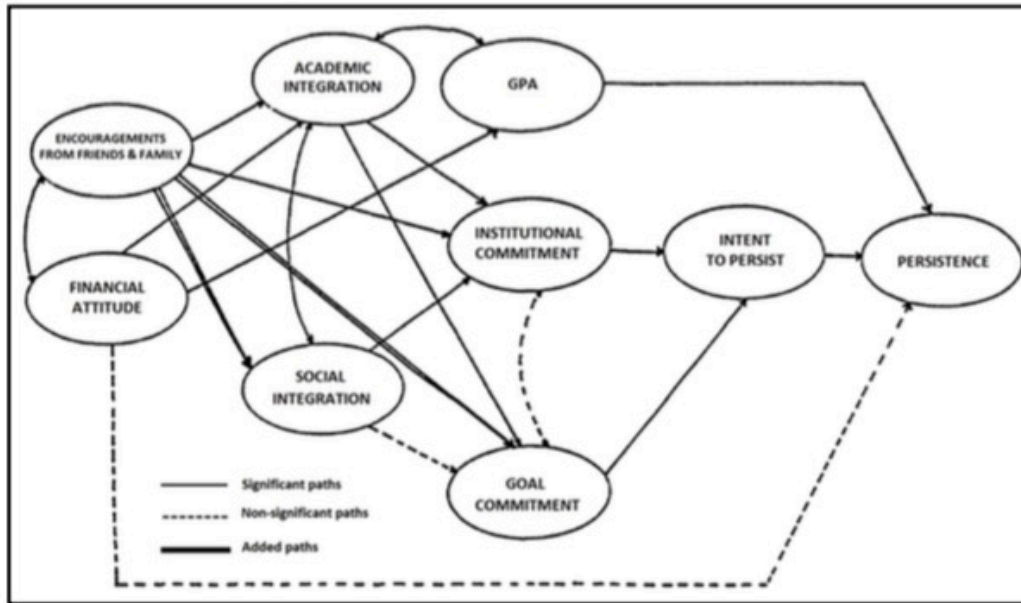 ACADEMIC
INTEGRATION
GPA
ENCOURAGEMENTS
FROM FRIENDS & FAMILY
INSTITUTIONAL
COMMITMENT
INTENT
TO PERSIST
PERSISTENCE
FINANCIAL
ATTITUDE
SOCIAL
INTEGRATION
GOAL
COMMITMENT
Significant paths
Non-significant paths
Added paths